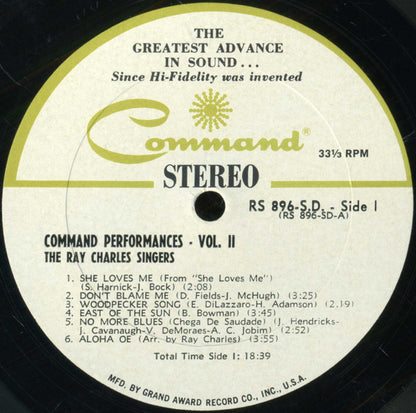 THE
GREATEST ADVANCE
IN SOUND...
Since Hi-Fidelity was invented
Command®
33⅓ RPM
STEREO
RS 896-S.D. - Side I
(RS 896-SD-A)
COMMAND PERFORMANCES - VOL. II
THE RAY CHARLES SINGERS
1. SHE LOVES ME (From "She Loves Me")
(S. Harnick-J. Bock) (2:08)
2. DON'T BLAME ME (D. Fields-J. McHugh) (3:25)
3. WOODPECKER SONG (E. DiLazzaro-H. Adamson) (2.19)
4. EAST OF THE SUN (B. Bowman) (3:45)
5. NO MORE BLUES (Chega De Saudade) (J. Hendricks-
J. Cavanaugh-V. DeMoraes-A. C. Jobim) (2:52)
6. ALOHA OE (Arr. by Ray Charles) (3:55)
Total Time Side I: 18:39
MFD. BY GRAND AWARD RECORD CO., INC., U.S.A.